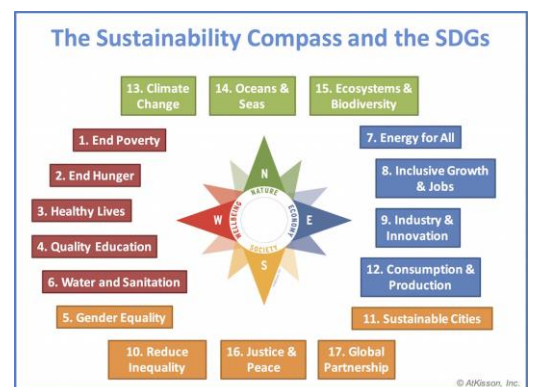 The Sustainability Compass and the SDGs
13. Climate
Change
14. Oceans &
Seas
15. Ecosystems &
Biodiversity
1. End Poverty
2. End Hunger
3. Healthy Lives
4. Quality Education
6. Water and Sanitation
5. Gender Equality
7. Energy for All
8. Inclusive Growth
& Jobs
9. Industry &
Innovation
12. Consumption &
Production
11. Sustainable Cities
10. Reduce
Inequality
16. Justice &
Peace
17. Global
Partnership
N
NATURE
W
WELLBEING
ECONOMY
E
SOCIETY
S
© AtKisson, Inc.